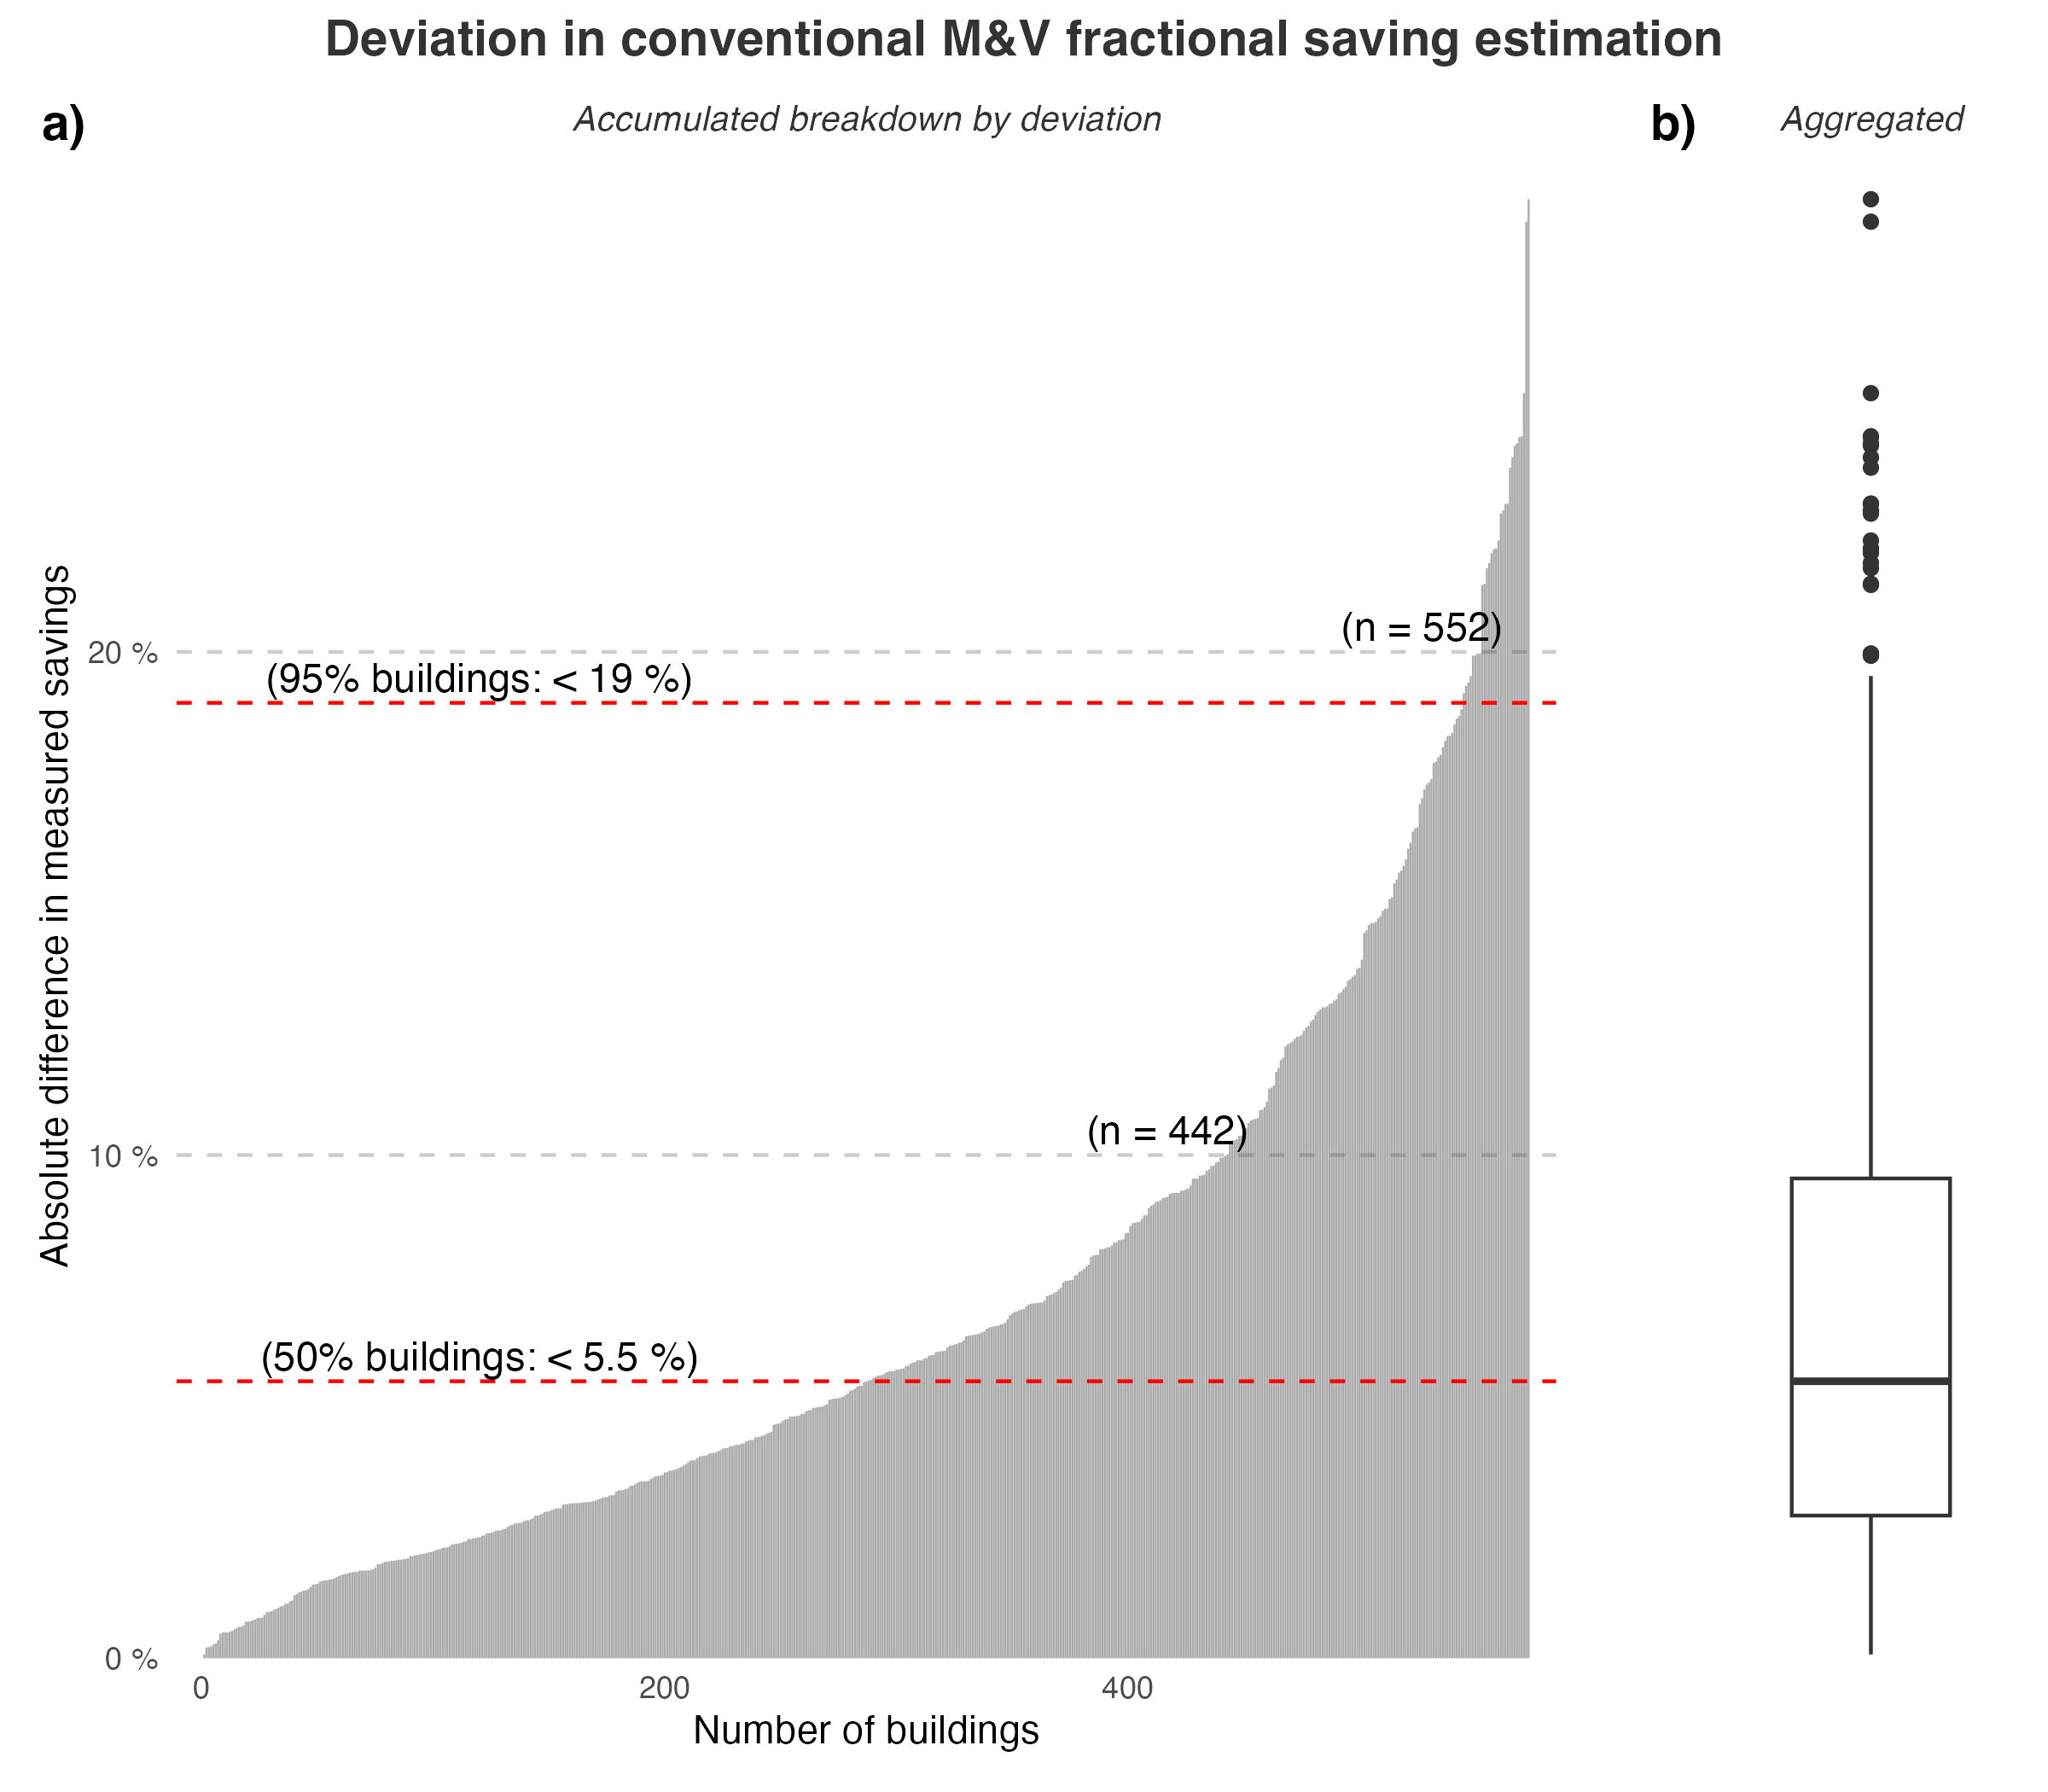 Deviation in conventional M&V fractional saving estimation
a)
Accumulated breakdown by deviation
b)
Aggregated
Absolute difference in measured savings
20 %
10 %
0 %
(n = 552)
(95% buildings: < 19 %)
(n = 442)
(50% buildings: < 5.5 %)
0
200
400
Number of buildings